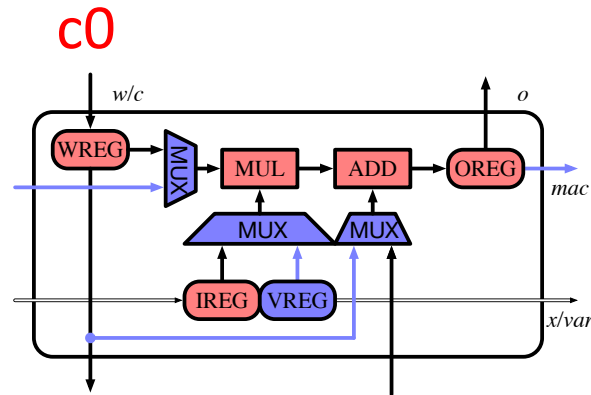 c0
w/c
o
WREG
MUX
MUL
ADD
OREG
mac
MUX
MUX
IREG
VREG
x/var